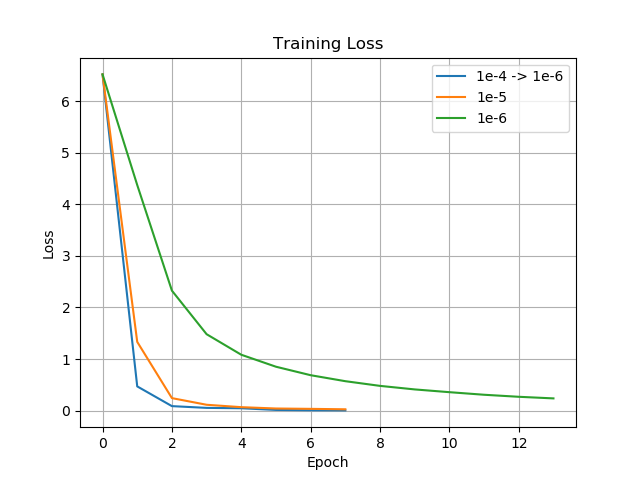 Training Loss
1e-4 -> 1e-6
1e-5
1e-6
6
5
4
3
2
1
0
Loss
0 2 4 6 8 10 12
Epoch